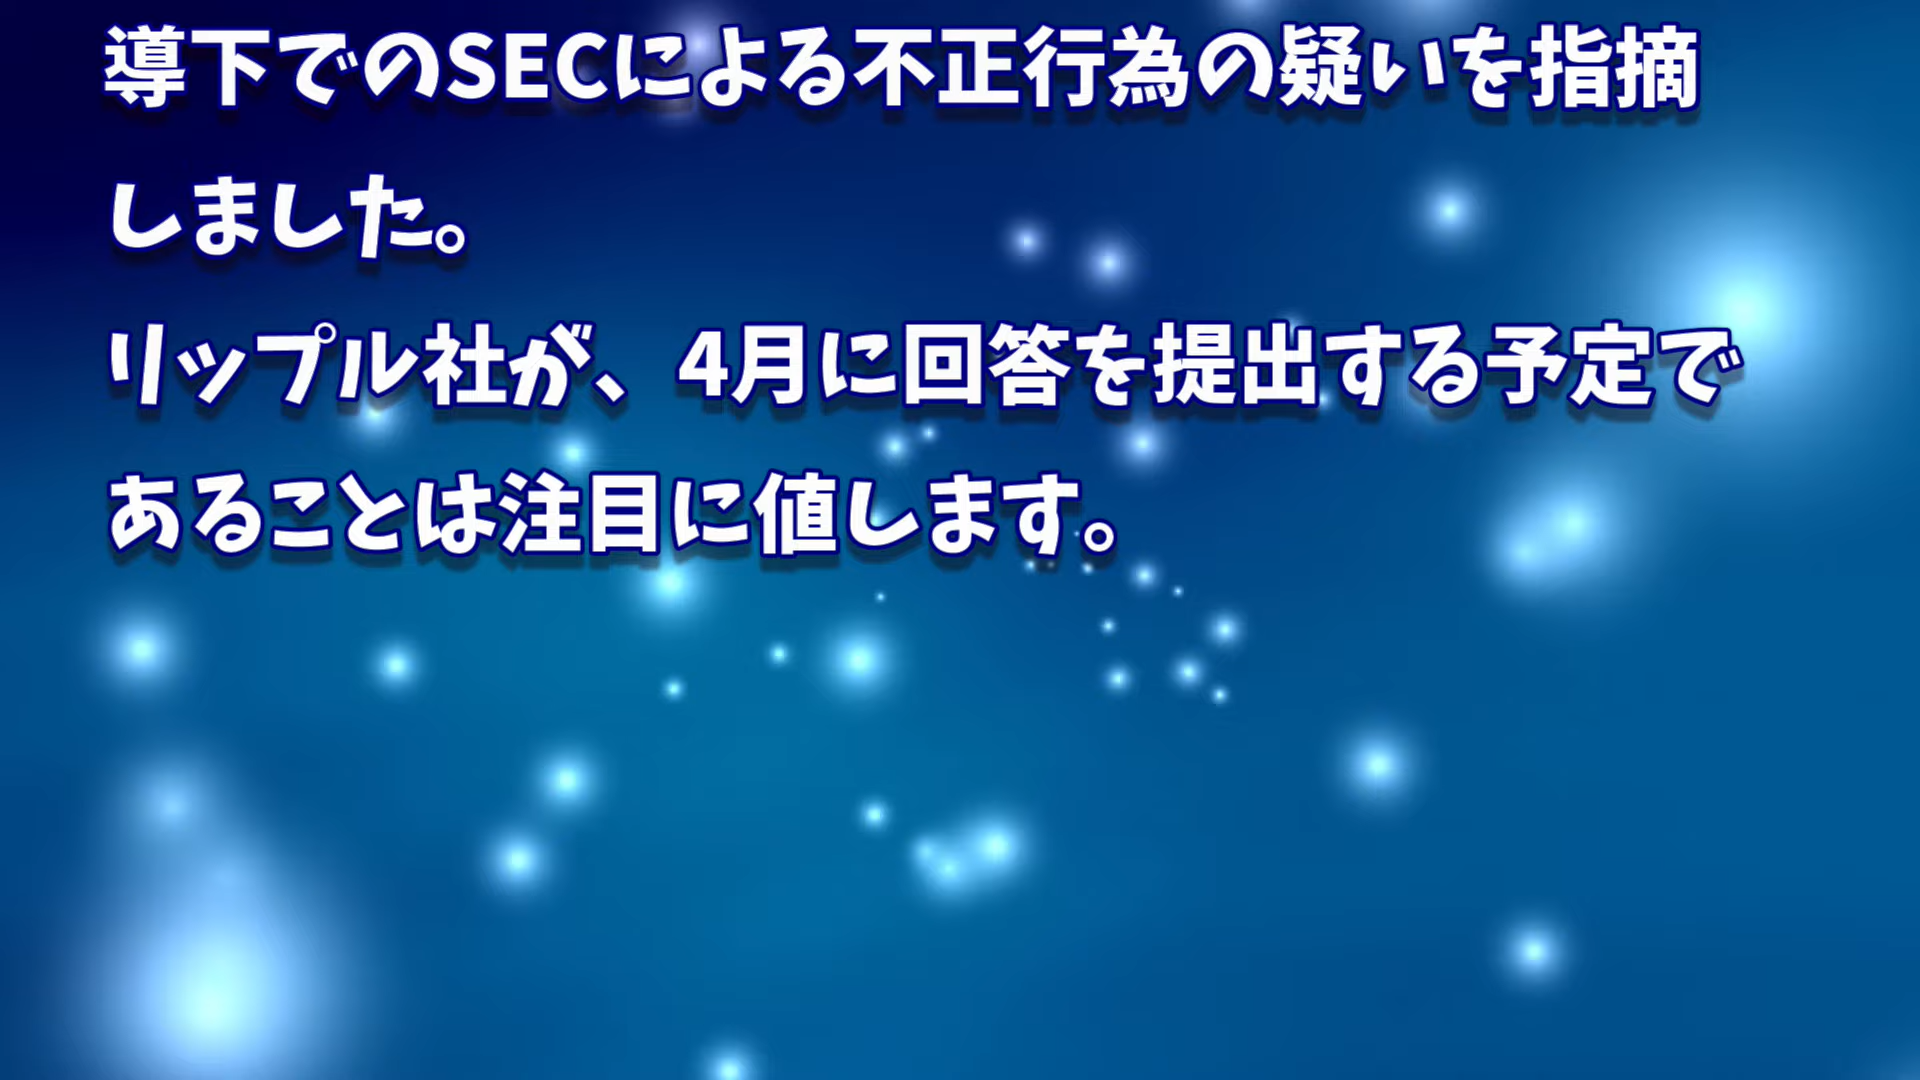 導下でのSECによる不正行為の疑いを指摘
しました。
リップル社が、4月に回答を提出する予定で
あることは注目に値します。